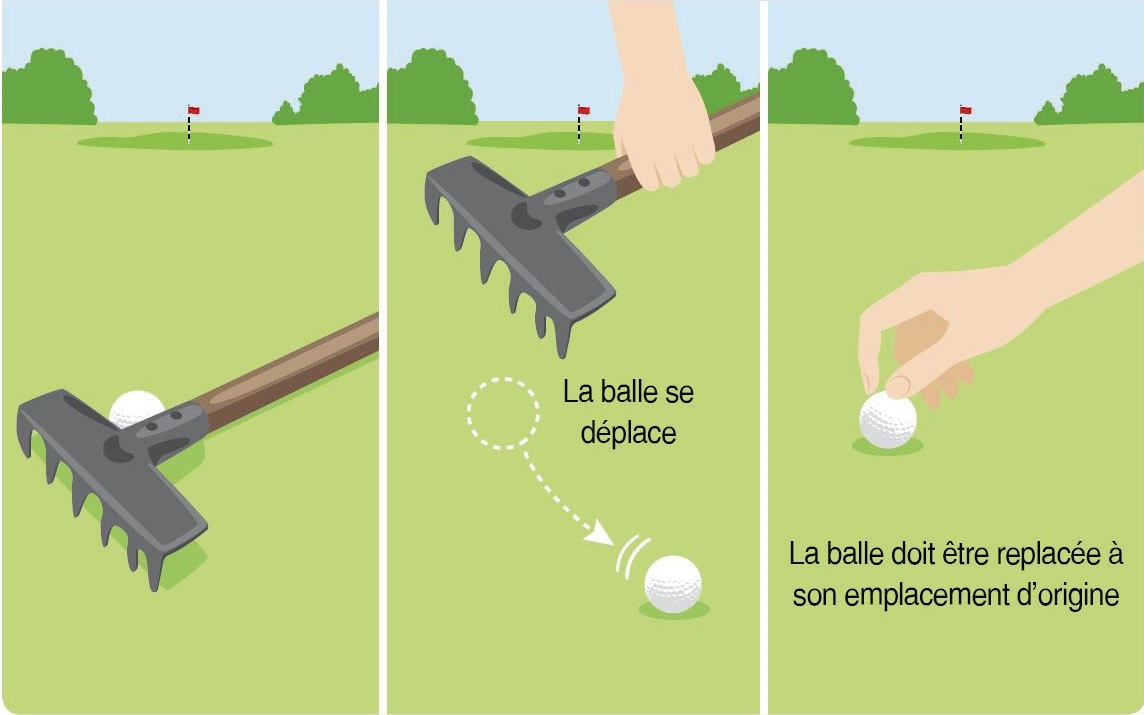 La balle se
déplace
La balle doit être replacée à
son emplacement d'origine